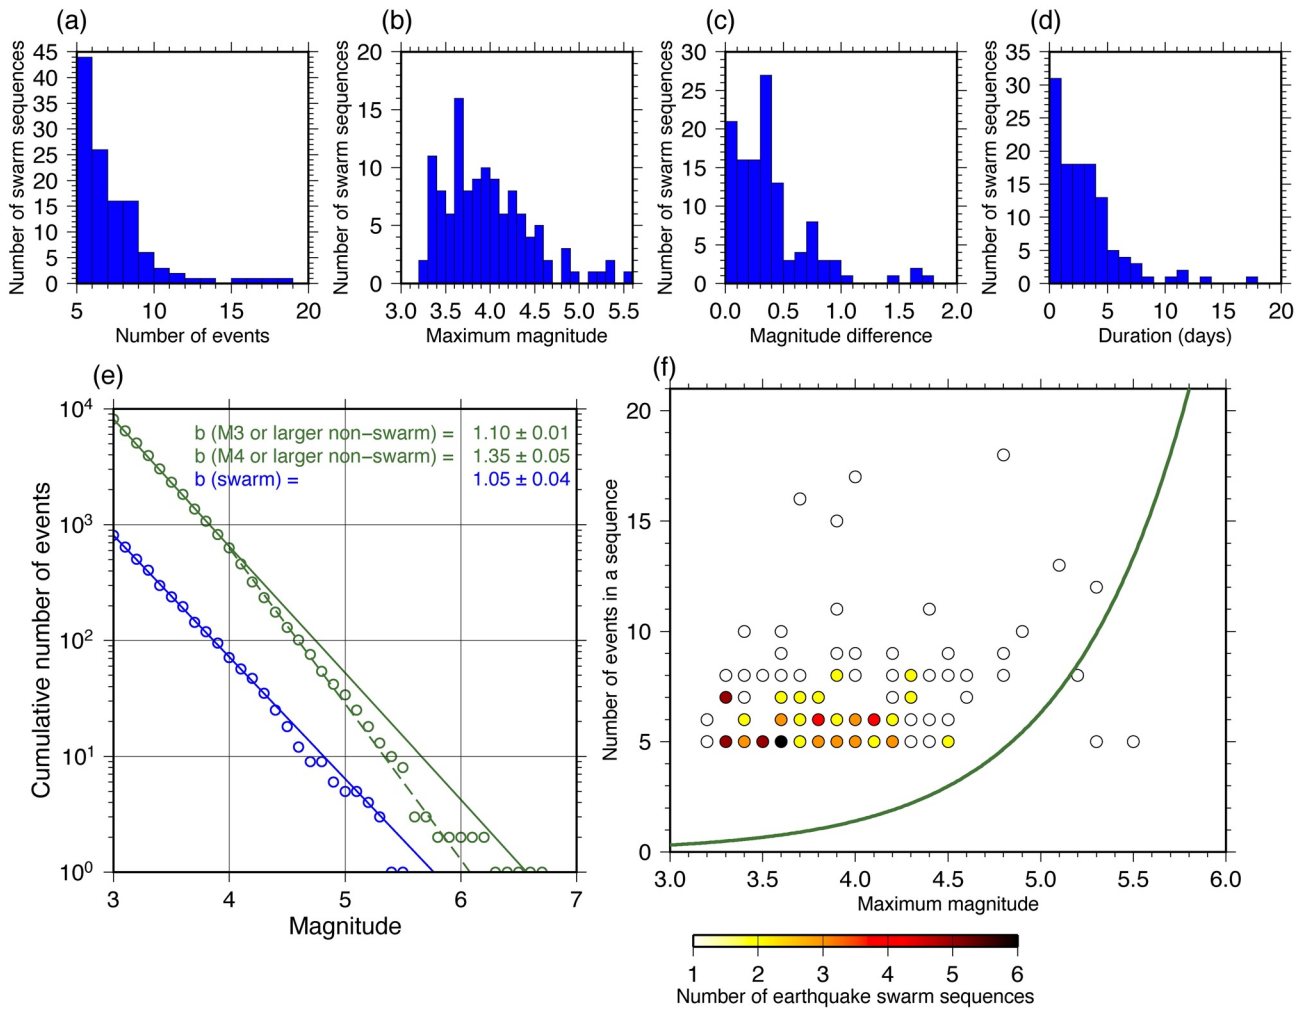 (a)
(b)
(c)
(d)
Number of swarm sequences
45
40
35
30
25
20
15
10
5
0
5 10 15 20
Number of events
Number of swarm sequences
20
15
10
5
0
3.0 3.5 4.0 4.5 5.0 5.5
Maximum magnitude
Number of swarm sequences
30
25
20
15
10
5
0
0.0 0.5 1.0 1.5 2.0
Magnitude difference
Number of swarm sequences
35
30
25
20
15
10
5
0
0 5 10 15 20
Duration (days)
(e)
Cumulative number of events
10⁴
10³
10²
10¹
10⁰
b (M3 or larger non−swarm) = 1.10 ± 0.01
b (M4 or larger non−swarm) = 1.35 ± 0.05
b (swarm) = 1.05 ± 0.04
3 4 5 6 7
Magnitude
(f)
Number of events in a sequence
20
15
10
5
0
3.0 3.5 4.0 4.5 5.0 5.5 6.0
Maximum magnitude
1 2 3 4 5 6
Number of earthquake swarm sequences